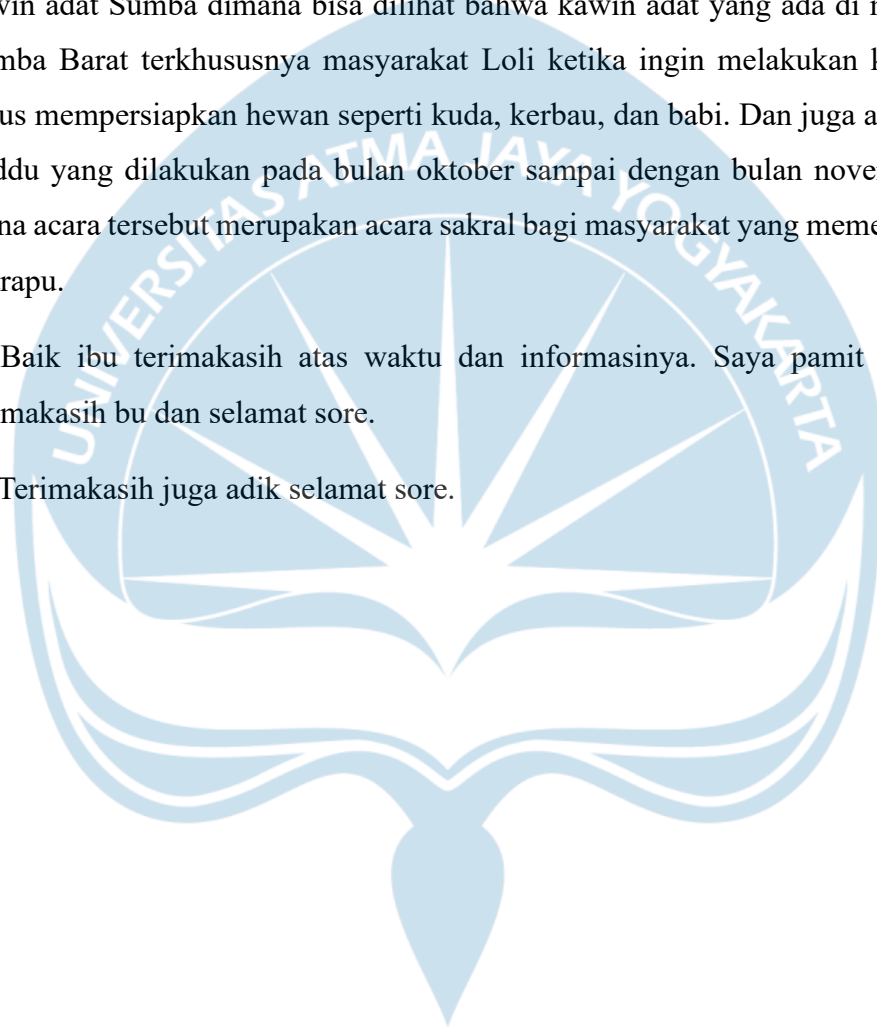 win adat Sumba dimana bisa dilihat bahwa kawin adat yang ada di
mba Barat terkhususnya masyarakat Loli ketika ingin melakukan
us mempersiapkan hewan seperti kuda, kerbau, dan babi. Dan juga
ddu yang dilakukan pada bulan oktober sampai dengan bulan nove
na acara tersebut merupakan acara sakral bagi masyarakat yang meme
rapu.
Baik ibu terimakasih atas waktu dan informasinya. Saya pamit
makasih bu dan selamat sore.
Terimakasih juga adik selamat sore.
UNIVERSITAS ATMA JAYA YOGYAKARTA